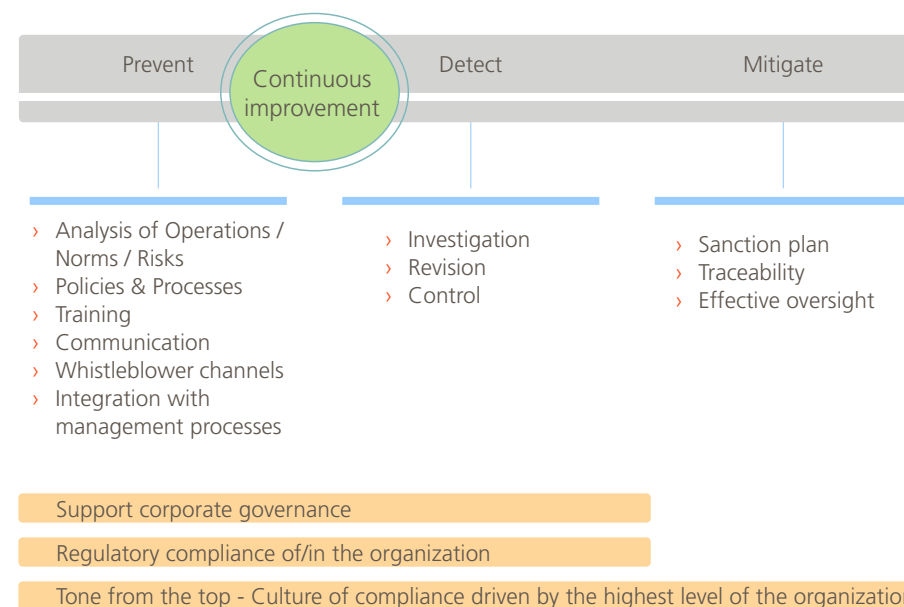 Prevent
Continuous
improvement
Detect
Mitigate
› Analysis of Operations /
Norms / Risks
› Policies & Processes
› Training
› Communication
› Whistleblower channels
› Integration with
management processes
› Investigation
› Revision
› Control
› Sanction plan
› Traceability
› Effective oversight
Support corporate governance
Regulatory compliance of/in the organization
Tone from the top - Culture of compliance driven by the highest level of the organization